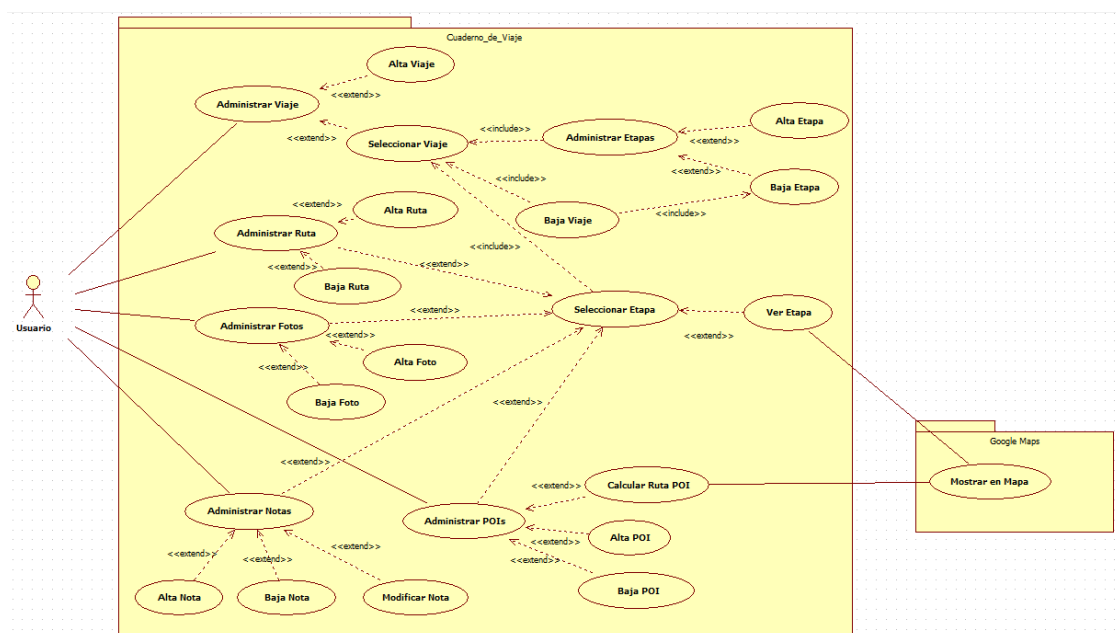 Cuaderno_de_Viaje
Alta Viaje
<<extend>>
Administrar Viaje
<<extend>>
Seleccionar Viaje
<<include>>
Administrar Etapas
Alta Etapa
<<extend>>
<<extend>>
Baja Etapa
<<include>>
Baja Viaje
<<include>>
<<extend>>
Alta Ruta
Administrar Ruta
<<include>>
<<extend>>
<<extend>>
Baja Ruta
Usuario
Seleccionar Etapa
Ver Etapa
<<extend>>
Administrar Fotos
<<extend>>
<<extend>>
Alta Foto
<<extend>>
Baja Foto
<<extend>>
Google Maps
Mostrar en Mapa
<<extend>>
<<extend>>
Calcular Ruta POI
Administrar Notas
Administrar POIs
Alta POI
<<extend>>
<<extend>>
Baja POI
<<extend>>
<<extend>>
<<extend>>
Alta Nota
Baja Nota
Modificar Nota